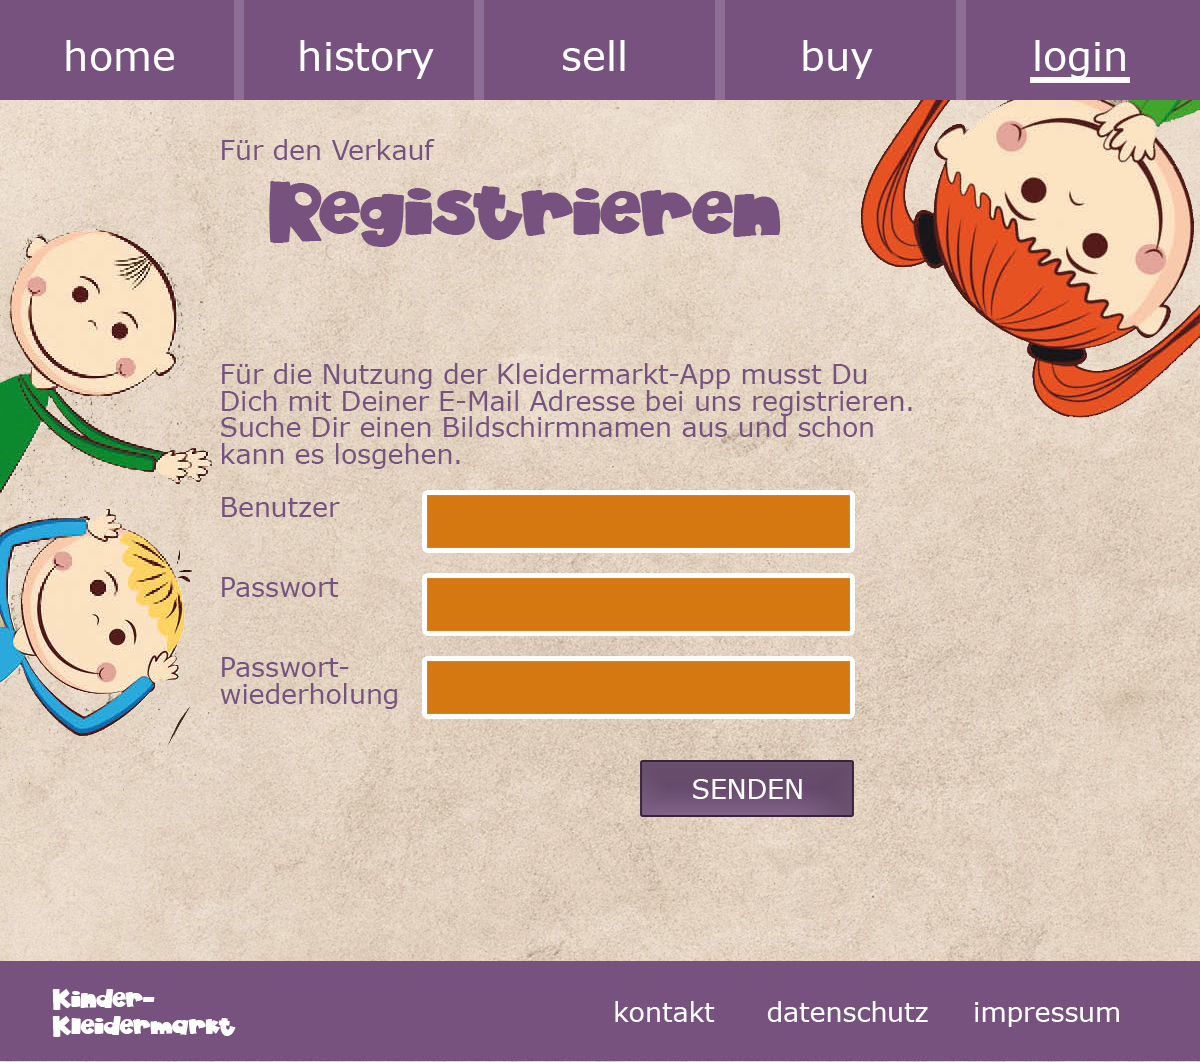 home history sell buy login
Für den Verkauf
Registrieren
Für die Nutzung der Kleidermarkt-App musst Du
Dich mit Deiner E-Mail Adresse bei uns registrieren.
Suche Dir einen Bildschirmnamen aus und schon
kann es losgehen.
Benutzer
Passwort
Passwort-
wiederholung
SENDEN
Kinder-
Kleidermarkt
kontakt datenschutz impressum